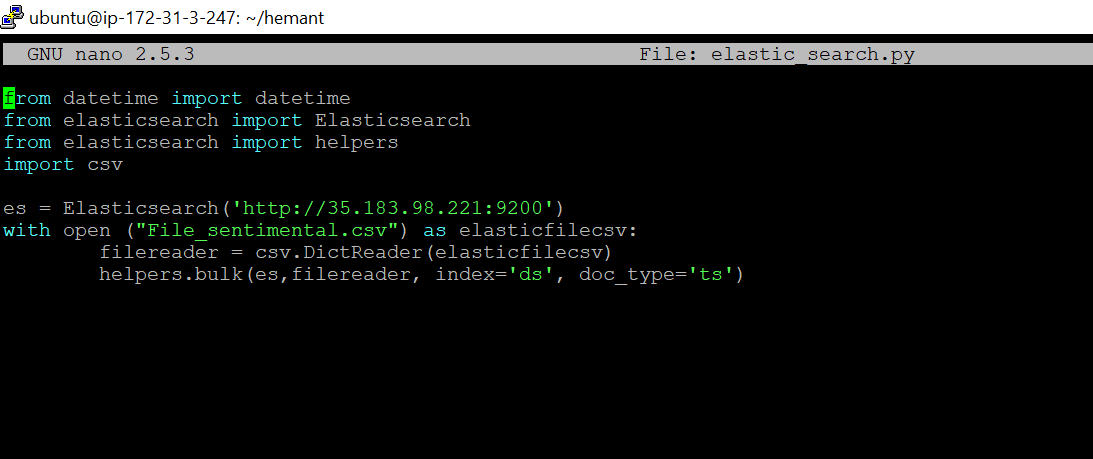 ubuntu@ip-172-31-3-247: ~/hemant
GNU nano 2.5.3 File: elastic_search.py
from datetime import datetime
from elasticsearch import Elasticsearch
from elasticsearch import helpers
import csv
es = Elasticsearch('http://35.183.98.221:9200')
with open ("File_sentimental.csv") as elasticfilecsv:
        filereader = csv.DictReader(elasticfilecsv)
        helpers.bulk(es,filereader, index='ds', doc_type='ts')